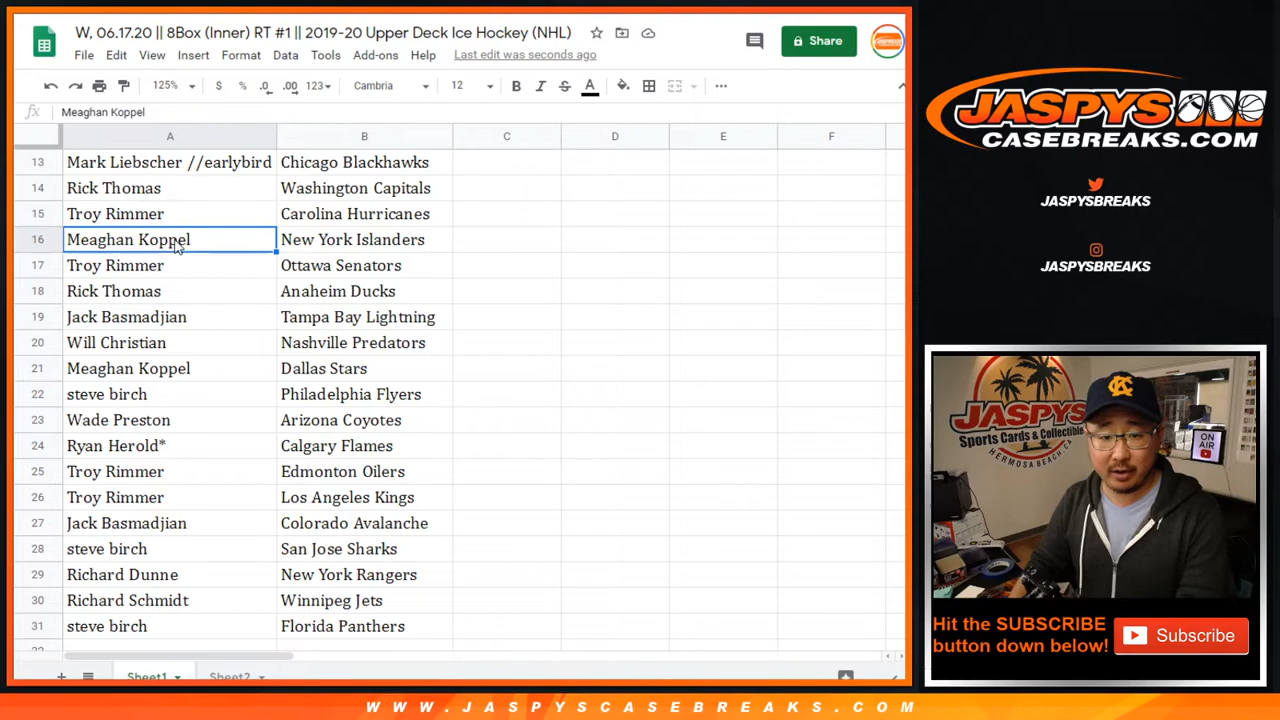 W, 06.17.20 || 8Box (Inner) RT #1 || 2019-20 Upper Deck Ice Hockey (NHL)
File Edit View Insert Format Data Tools Add-ons Help Last edit was seconds ago
Share
125% $ % .0 .00 123 Cambria 12 B I S A
fx Meaghan Koppel
A B C D E F
13 Mark Liebscher //earlybird Chicago Blackhawks
14 Rick Thomas Washington Capitals
15 Troy Rimmer Carolina Hurricanes
16 Meaghan Koppel New York Islanders
17 Troy Rimmer Ottawa Senators
18 Rick Thomas Anaheim Ducks
19 Jack Basmadjian Tampa Bay Lightning
20 Will Christian Nashville Predators
21 Meaghan Koppel Dallas Stars
22 steve birch Philadelphia Flyers
23 Wade Preston Arizona Coyotes
24 Ryan Herold* Calgary Flames
25 Troy Rimmer Edmonton Oilers
26 Troy Rimmer Los Angeles Kings
27 Jack Basmadjian Colorado Avalanche
28 steve birch San Jose Sharks
29 Richard Dunne New York Rangers
30 Richard Schmidt Winnipeg Jets
31 steve birch Florida Panthers
Sheet1 Sheet2
JASPYS
CASEBREAKS.COM
JASPYSBREAKS
JASPYSBREAKS
JASPYS
Sports Cards & Collectibles
HERMOSA BEACH, CA
KC
ON AIR
Hit the SUBSCRIBE
button down below!
Subscribe
WWW.JASPYSCASEBREAKS.COM